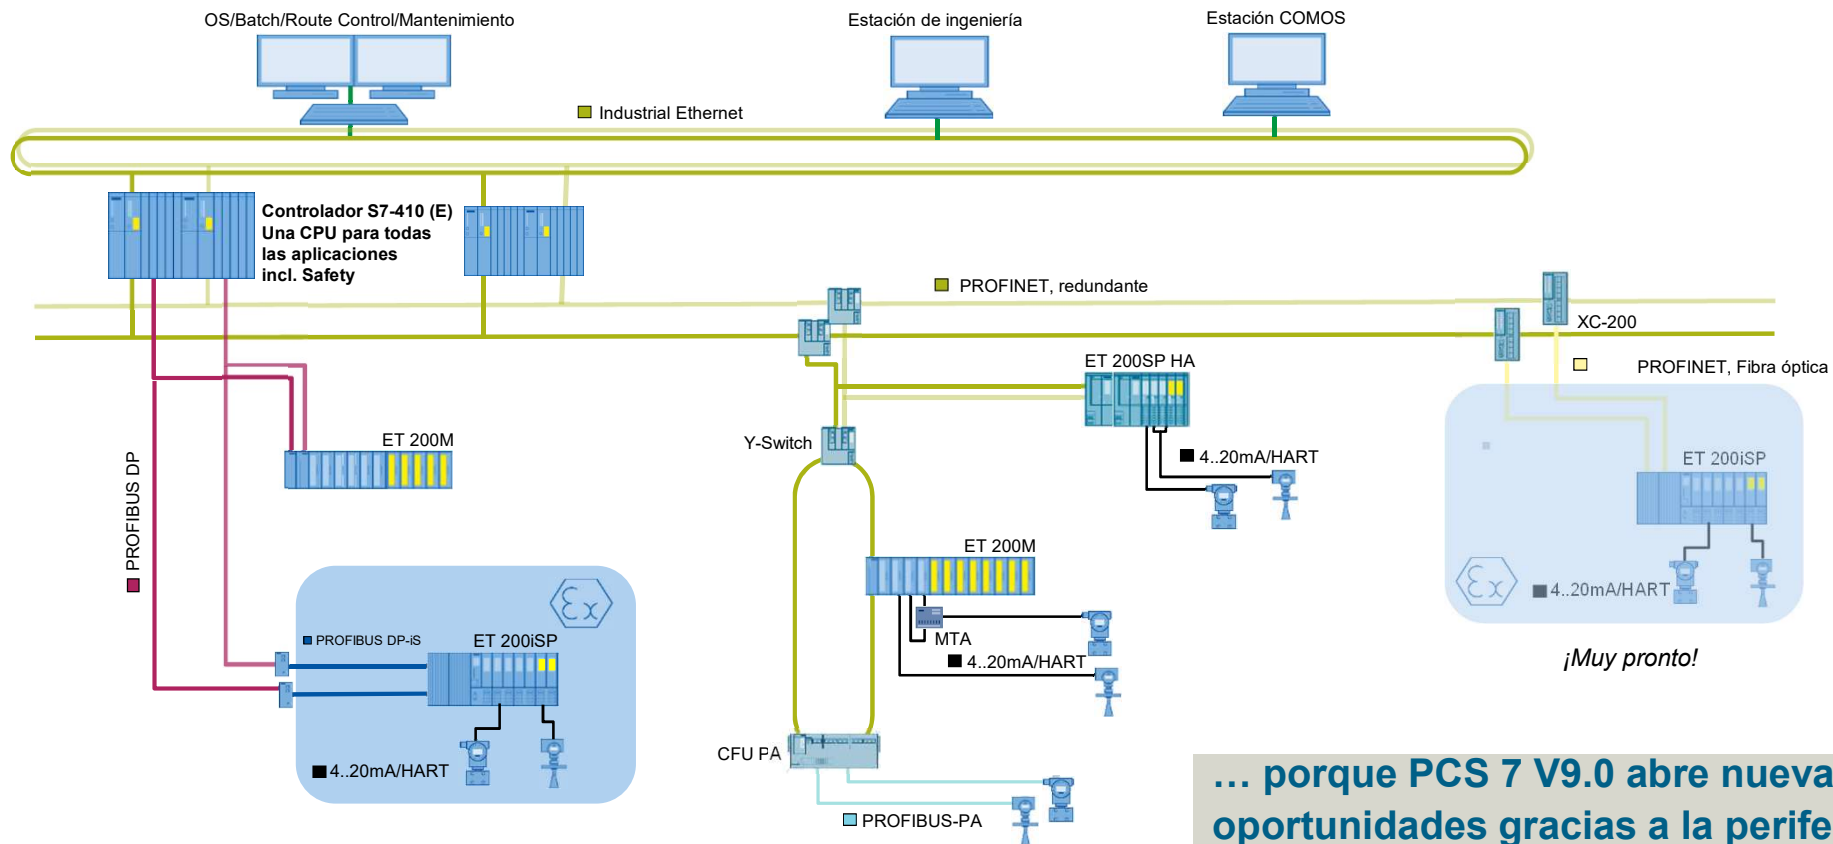 OS/Batch/Route Control/Mantenimiento
Estación de ingeniería
Estación COMOS
Industrial Ethernet
Controlador S7-410 (E)
Una CPU para todas
las aplicaciones
incl. Safety
PROFINET, redundante
XC-200
PROFINET, Fibra óptica
ET 200SP HA
ET 200M
Y-Switch
4..20mA/HART
ET 200iSP
PROFIBUS DP
ET 200M
Ex
Ex
4..20mA/HART
PROFIBUS DP-iS
ET 200iSP
MTA
4..20mA/HART
¡Muy pronto!
CFU PA
4..20mA/HART
PROFIBUS-PA
… porque PCS 7 V9.0 abre nueva
oportunidades gracias a la perife